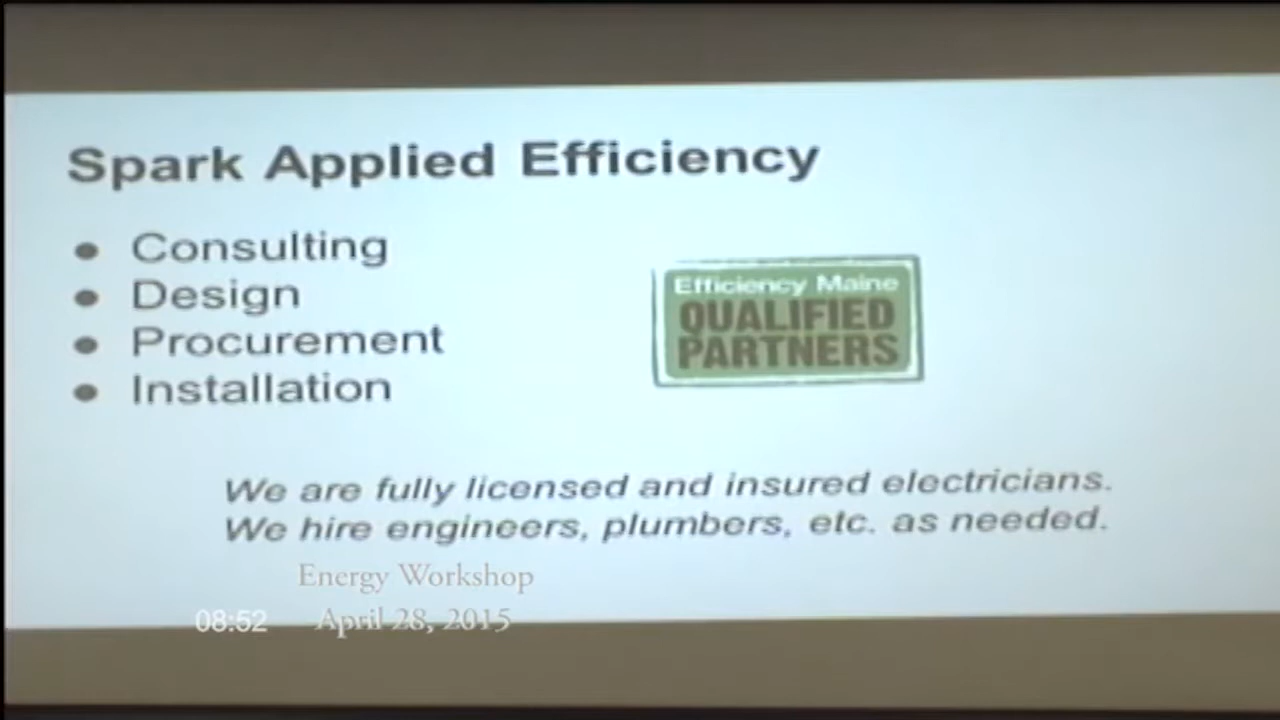 Spark Applied Efficiency
● Consulting
● Design
● Procurement
● Installation
Efficiency Maine
QUALIFIED
PARTNERS
We are fully licensed and insured electricians.
We hire engineers, plumbers, etc. as needed.
Energy Workshop
08:52 April 28, 2015